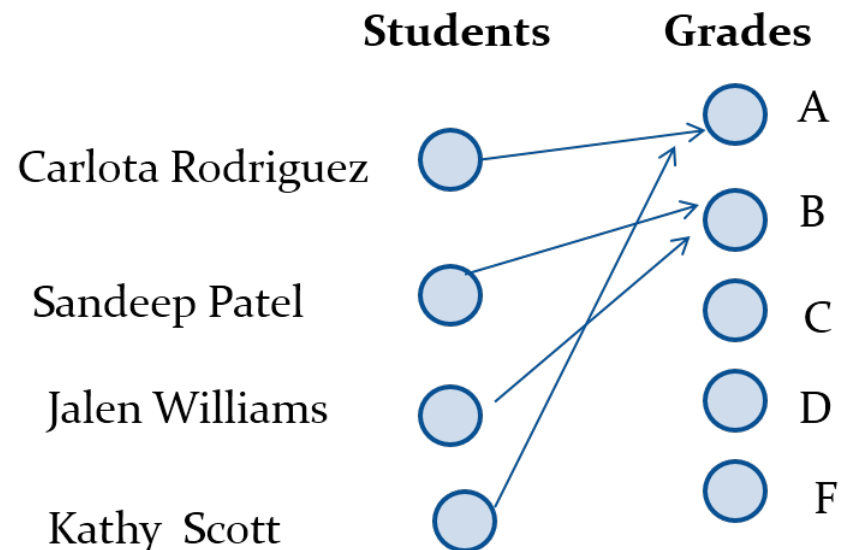 Students Grades
A
Carlota Rodriguez
B
Sandeep Patel
C
Jalen Williams
D
F
Kathy Scott